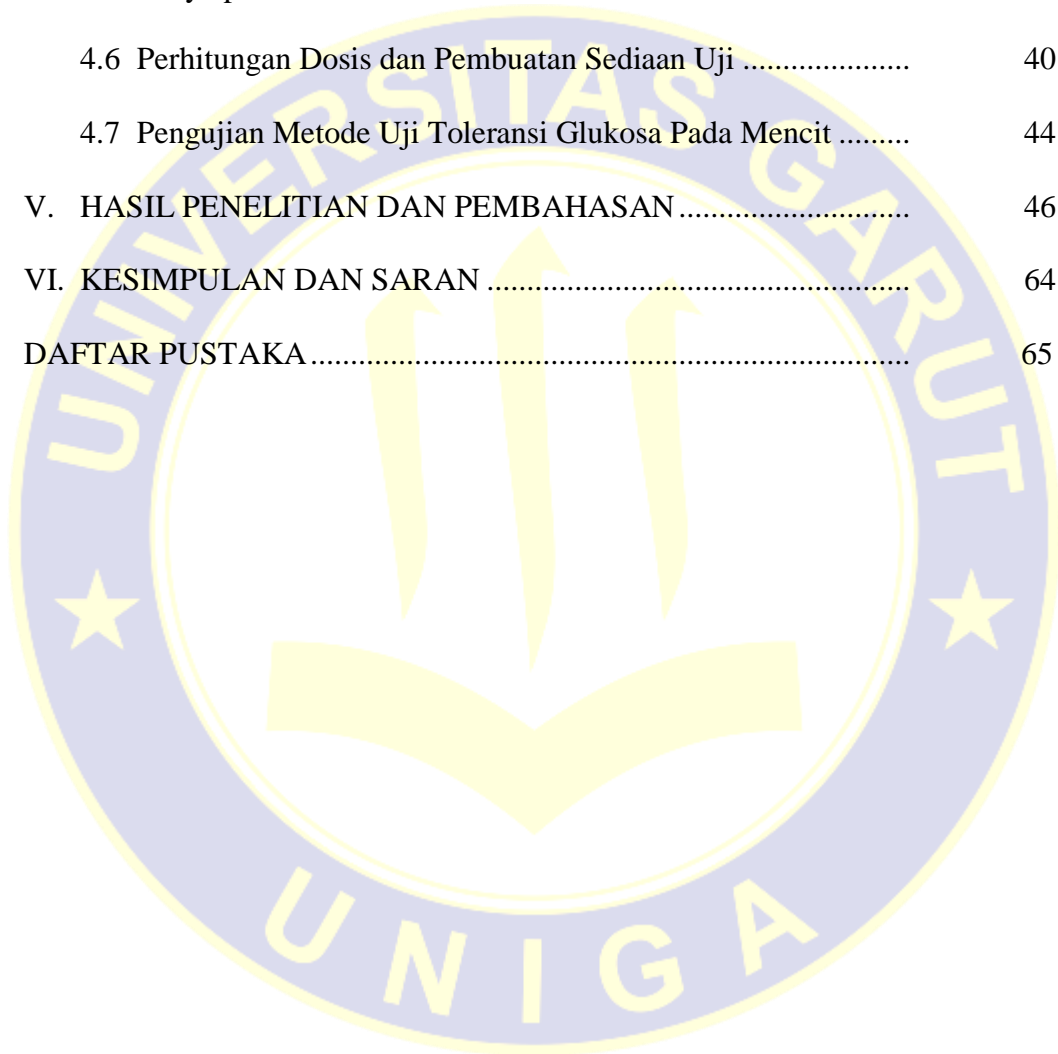 4.6 Perhitungan Dosis dan Pembuatan Sediaan Uji .................... 40
4.7 Pengujian Metode Uji Toleransi Glukosa Pada Mencit ......... 44
V. HASIL PENELITIAN DAN PEMBAHASAN ........................... 46
VI. KESIMPULAN DAN SARAN ................................................. 64
DAFTAR PUSTAKA ...................................................................... 65
UNIVERSITAS GARUT
UNIGA